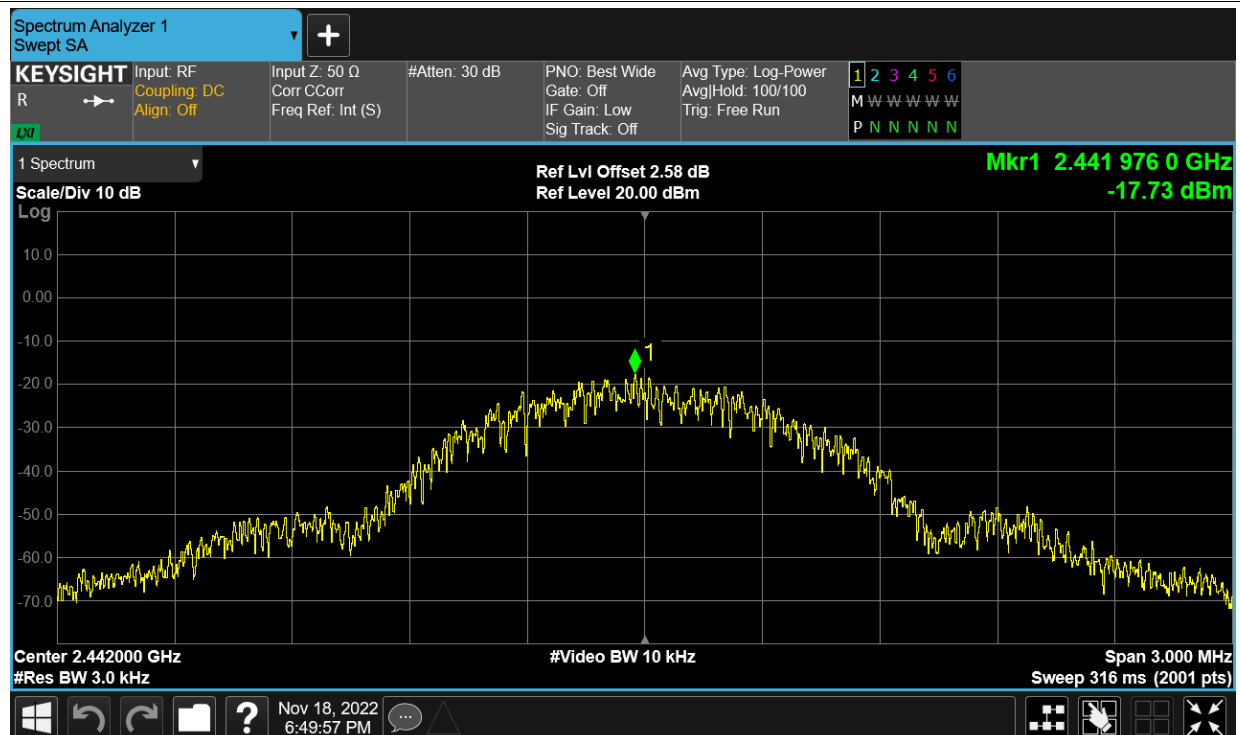 Spectrum Analyzer 1
Swept SA
+
KEYSIGHT
R
LXI
Input: RF
Coupling: DC
Align: Off
Input Z: 50 Ω
Corr CCorr
Freq Ref: Int (S)
#Atten: 30 dB
PNO: Best Wide
Gate: Off
IF Gain: Low
Sig Track: Off
Avg Type: Log-Power
Avg|Hold: 100/100
Trig: Free Run
1 2 3 4 5 6
M W W W W W W
P N N N N N N
1 Spectrum
Scale/Div 10 dB
Log
Ref Lvl Offset 2.58 dB
Ref Level 20.00 dBm
Mkr1 2.441 976 0 GHz
-17.73 dBm
10.0
0.00
-10.0
-20.0
-30.0
-40.0
-50.0
-60.0
-70.0
1
Center 2.442000 GHz
#Res BW 3.0 kHz
#Video BW 10 kHz
Span 3.000 MHz
Sweep 316 ms (2001 pts)
?
Nov 18, 2022
6:49:57 PM